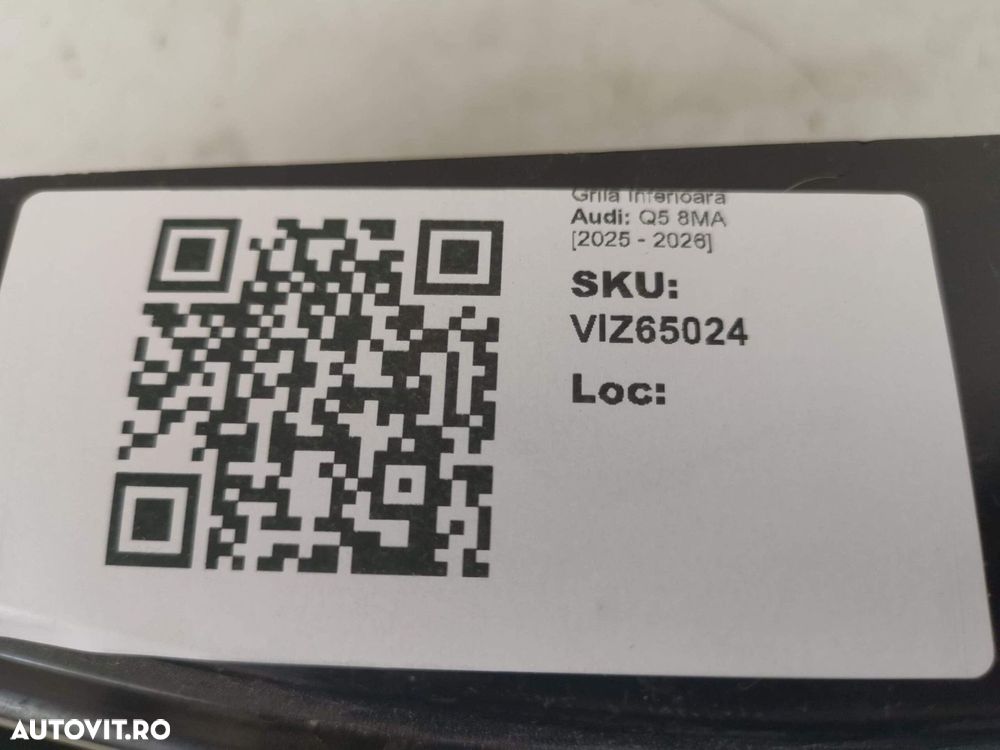 Grila Inferioara
Audi: Q5 8MA
[2025 - 2026]
SKU:
VIZ65024
Loc:
AUTOVIT.RO